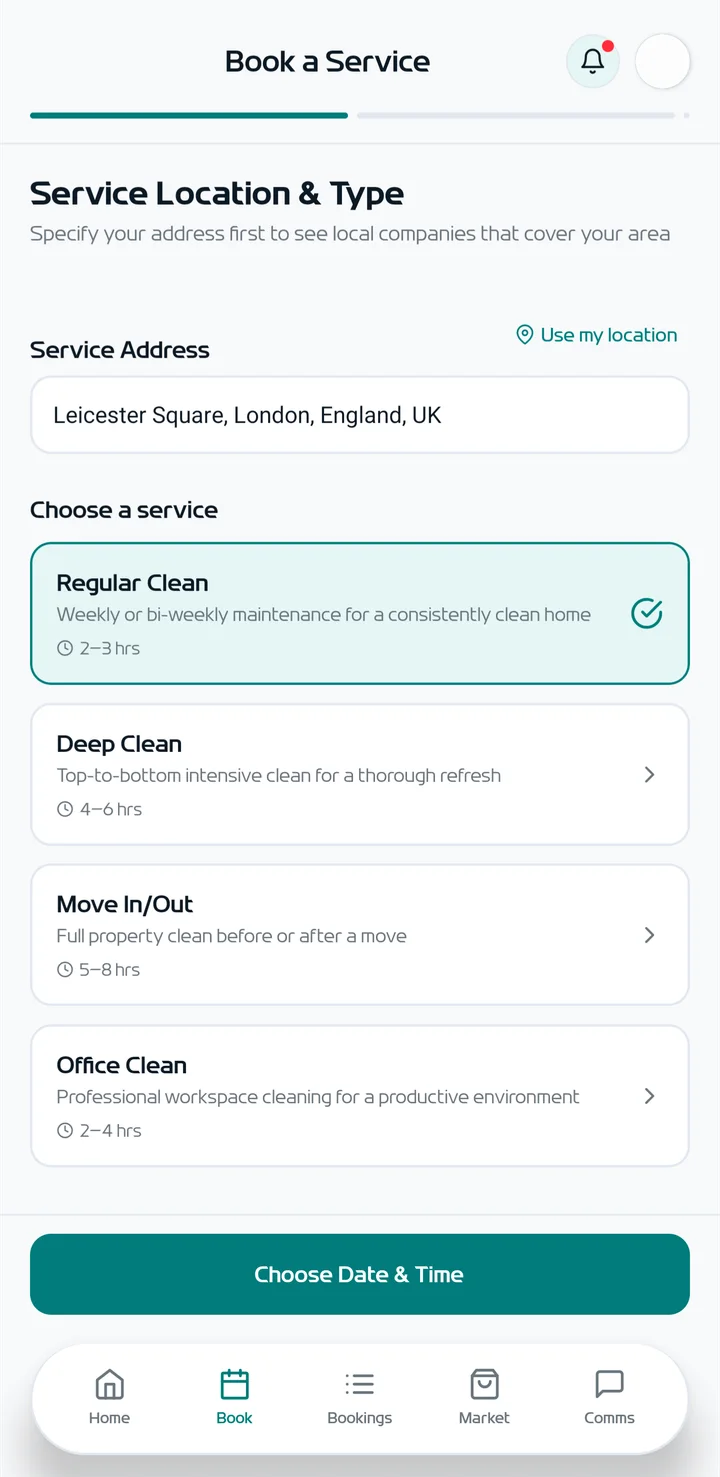 Book a Service
Service Location & Type
Specify your address first to see local companies that cover your area
Use my location
Service Address
Leicester Square, London, England, UK
Choose a service
Regular Clean
Weekly or bi-weekly maintenance for a consistently clean home
2–3 hrs
Deep Clean
Top-to-bottom intensive clean for a thorough refresh
4–6 hrs
Move In/Out
Full property clean before or after a move
5–8 hrs
Office Clean
Professional workspace cleaning for a productive environment
2–4 hrs
Choose Date & Time
Home
Book
Bookings
Market
Comms